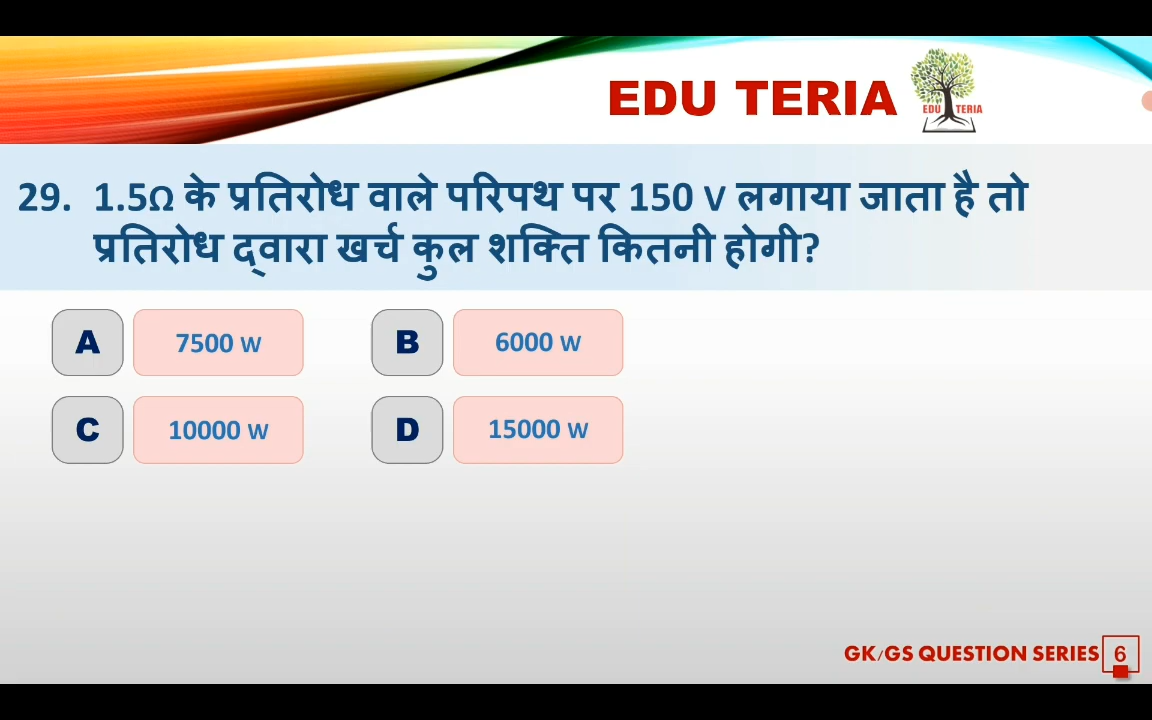 EDU TERIA
EDU TERIA
29. 1.5Ω के प्रतिरोध वाले परिपथ पर 150 V लगाया जाता है तो
प्रतिरोध द्वारा खर्च कुल शक्ति कितनी होगी?
A 7500 W B 6000 W
C 10000 W D 15000 W
GK/GS QUESTION SERIES 6